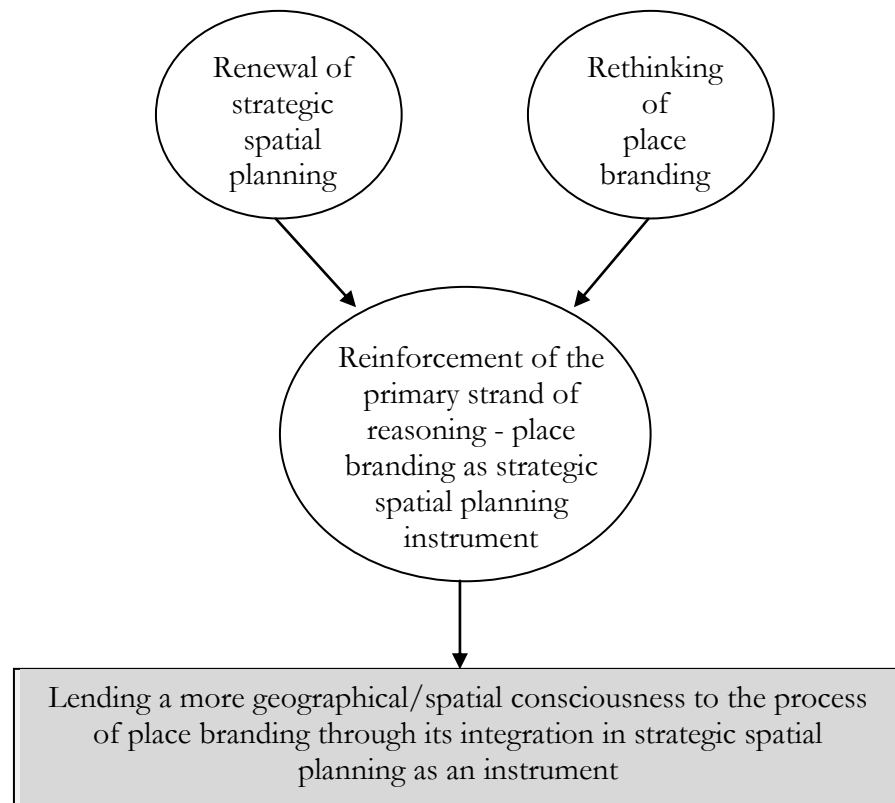 Renewal of
strategic
spatial
planning
Rethinking
of
place
branding
Reinforcement of the
primary strand of
reasoning - place
branding as strategic
spatial planning
instrument
Lending a more geographical/spatial consciousness to the process
of place branding through its integration in strategic spatial
planning as an instrument